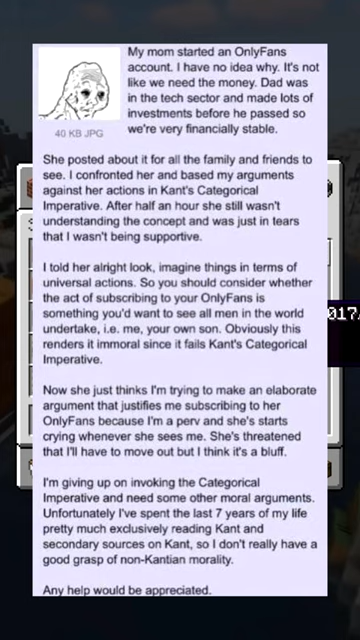 My mom started an OnlyFans
account. I have no idea why. It's not
like we need the money. Dad was
in the tech sector and made lots of
investments before he passed so
we're very financially stable.
40 KB JPG
She posted about it for all the family and friends to
see. I confronted her and based my arguments
against her actions in Kant's Categorical
Imperative. After half an hour she still wasn't
understanding the concept and was just in tears
that I wasn't being supportive.
I told her alright look, imagine things in terms of
universal actions. So you should consider whether
the act of subscribing to your OnlyFans is
something you'd want to see all men in the world
undertake, i.e. me, your own son. Obviously this
renders it immoral since it fails Kant's Categorical
Imperative.
Now she just thinks I'm trying to make an elaborate
argument that justifies me subscribing to her
OnlyFans because I'm a perv and she's starts
crying whenever she sees me. She's threatened
that I'll have to move out but I think it's a bluff.
I'm giving up on invoking the Categorical
Imperative and need some other moral arguments.
Unfortunately I've spent the last 7 years of my life
pretty much exclusively reading Kant and
secondary sources on Kant, so I don't really have a
good grasp of non-Kantian morality.
Any help would be appreciated.